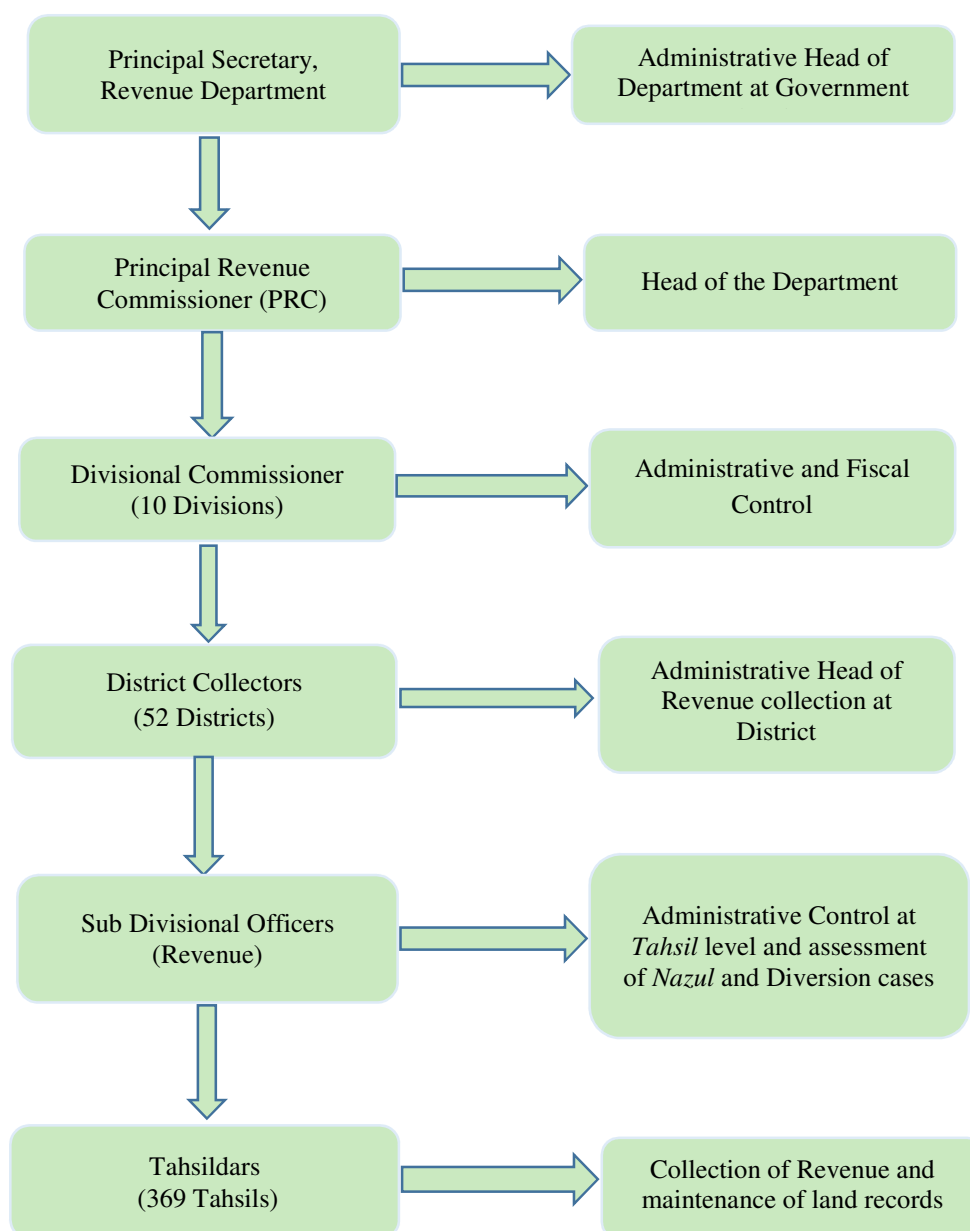 Principal Secretary,
Revenue Department
Administrative Head of
Department at Government
Principal Revenue
Commissioner (PRC)
Head of the Department
Divisional Commissioner
(10 Divisions)
Administrative and Fiscal
Control
District Collectors
(52 Districts)
Administrative Head of
Revenue collection at
District
Sub Divisional Officers
(Revenue)
Administrative Control at
Tahsil level and assessment
of Nazul and Diversion cases
Tahsildars
(369 Tahsils)
Collection of Revenue and
maintenance of land records